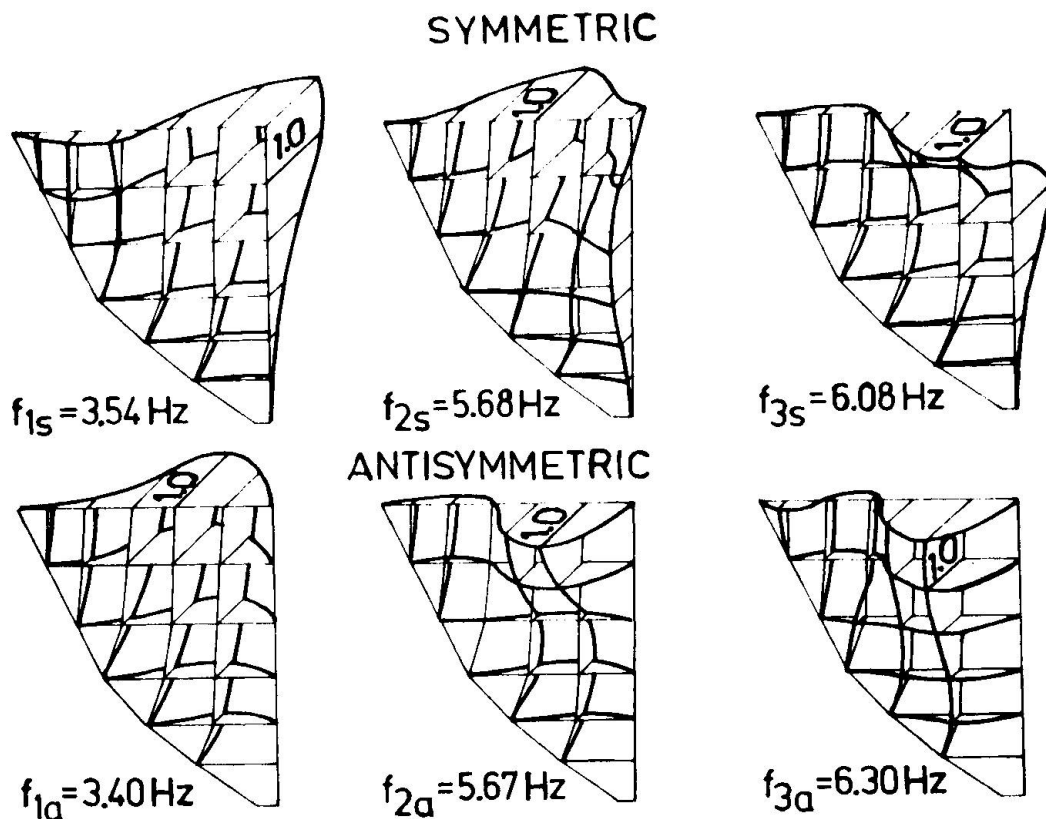 SYMMETRIC
1.0
1.0
1.0
f1s=3.54 Hz
f2s=5.68 Hz
f3s=6.08 Hz
ANTISYMMETRIC
1.0
1.0
1.0
f1a=3.40 Hz
f2a=5.67 Hz
f3a=6.30 Hz